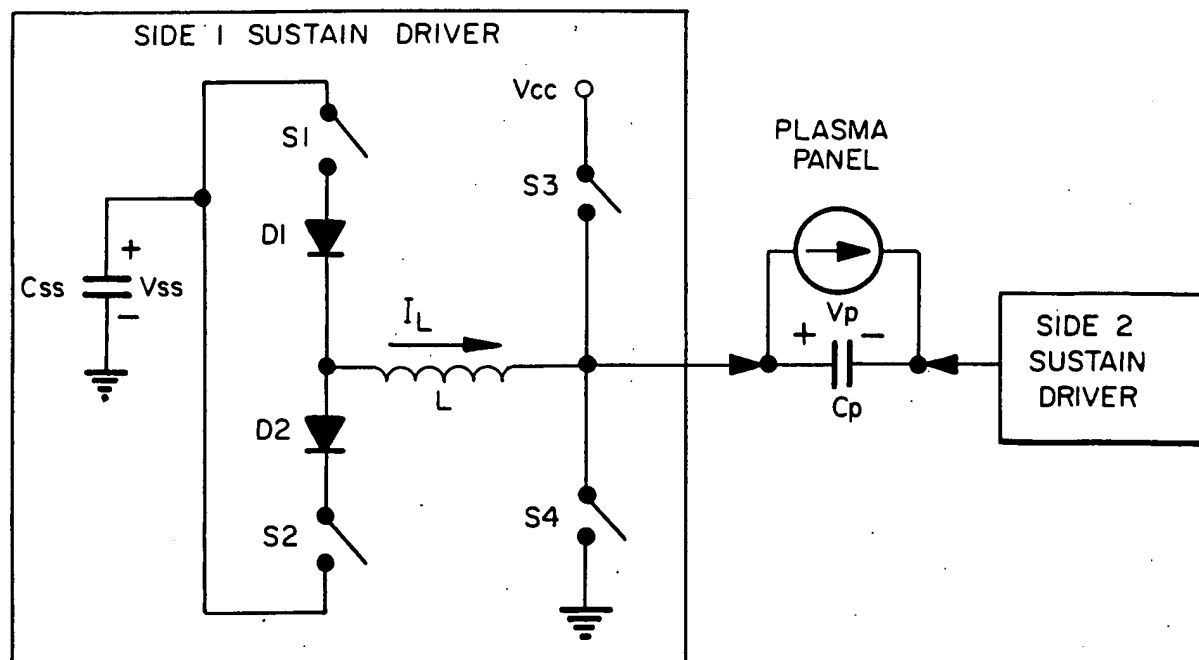 SIDE 1 SUSTAIN DRIVER
Vcc
S1
S3
PLASMA
PANEL
D1
+
Css
Vss
−
IL
L
Vp
+
−
Cp
SIDE 2
SUSTAIN
DRIVER
D2
S2
S4